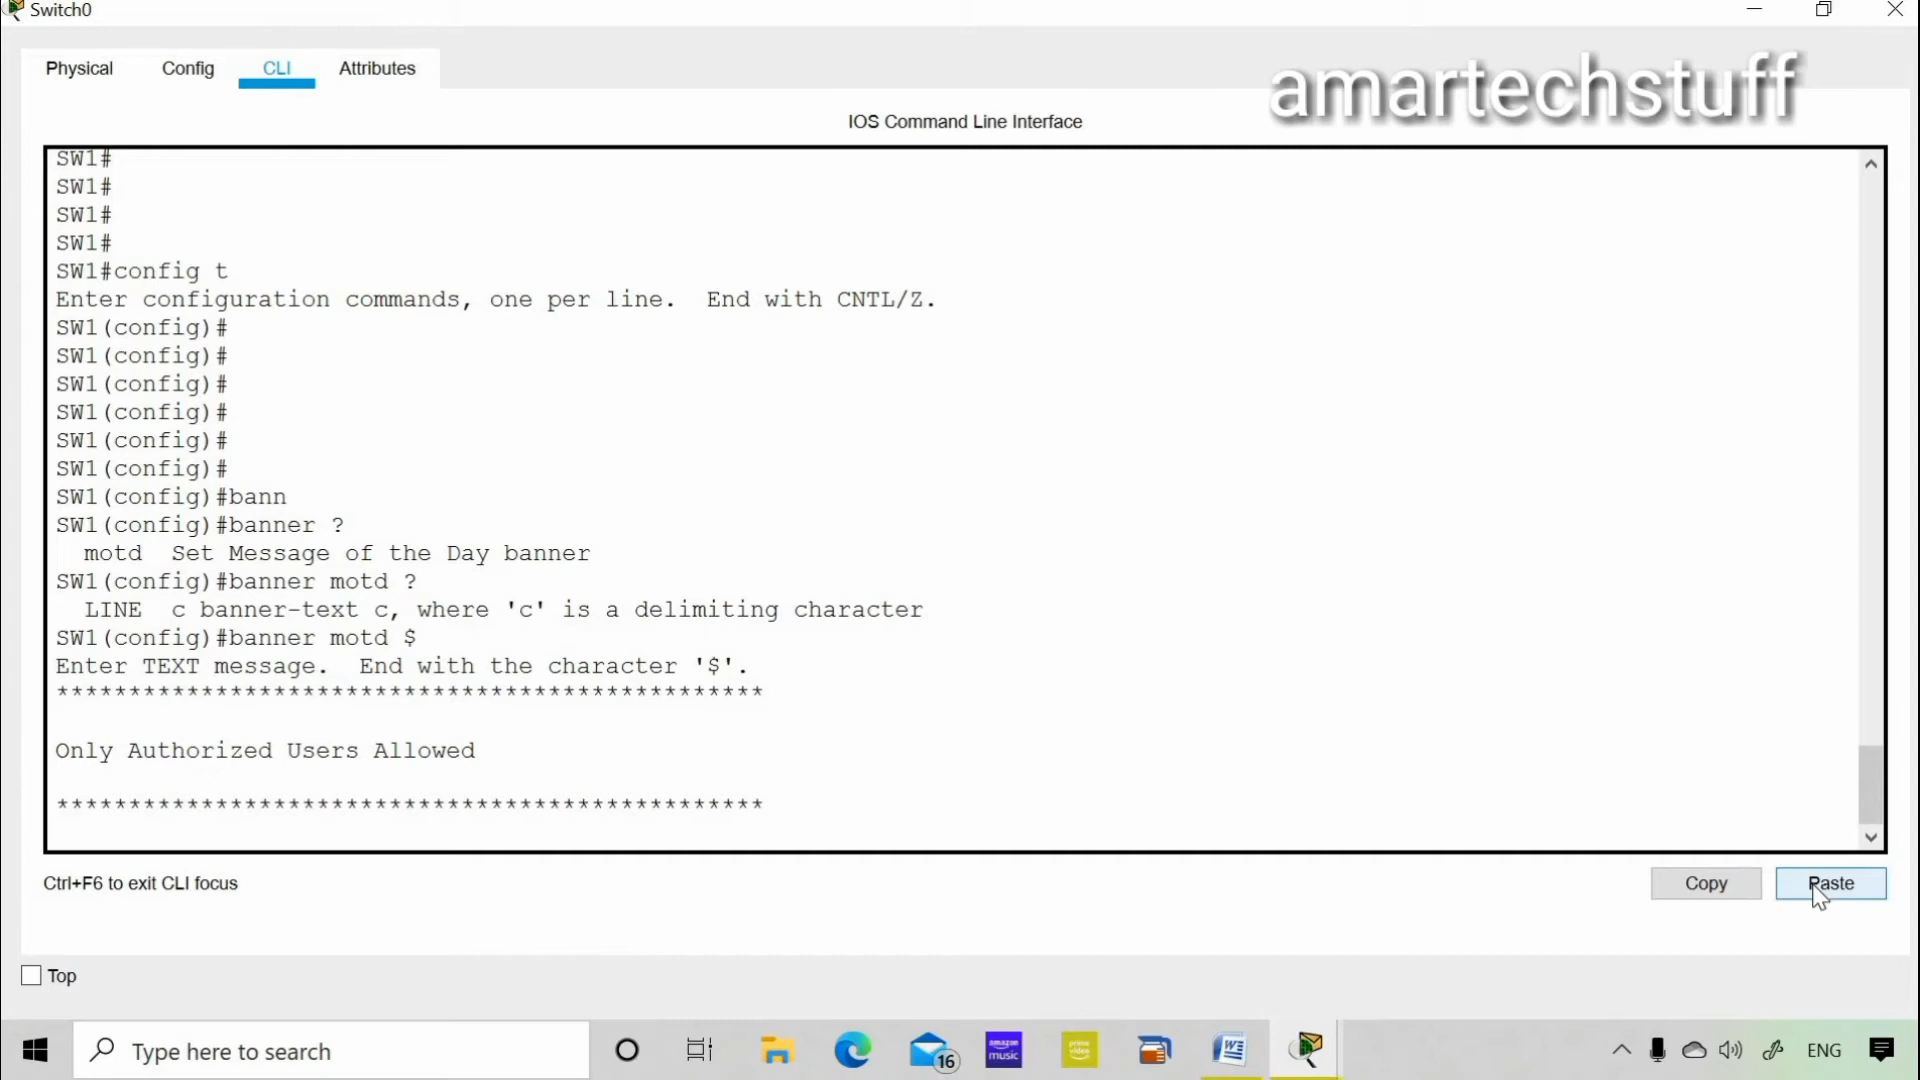 Switch0
Physical Config CLI Attributes
amartechstuff
IOS Command Line Interface
SW1#
SW1#
SW1#
SW1#
SW1#config t
Enter configuration commands, one per line.  End with CNTL/Z.
SW1(config)#
SW1(config)#
SW1(config)#
SW1(config)#
SW1(config)#
SW1(config)#
SW1(config)#bann
SW1(config)#banner ?
  motd  Set Message of the Day banner
SW1(config)#banner motd ?
  LINE  c banner-text c, where 'c' is a delimiting character
SW1(config)#banner motd $
Enter TEXT message.  End with the character '$'.
*************************************************
Only Authorized Users Allowed
*************************************************
Ctrl+F6 to exit CLI focus
Copy Paste
Top
Type here to search
16
amazon music
prime video
ENG